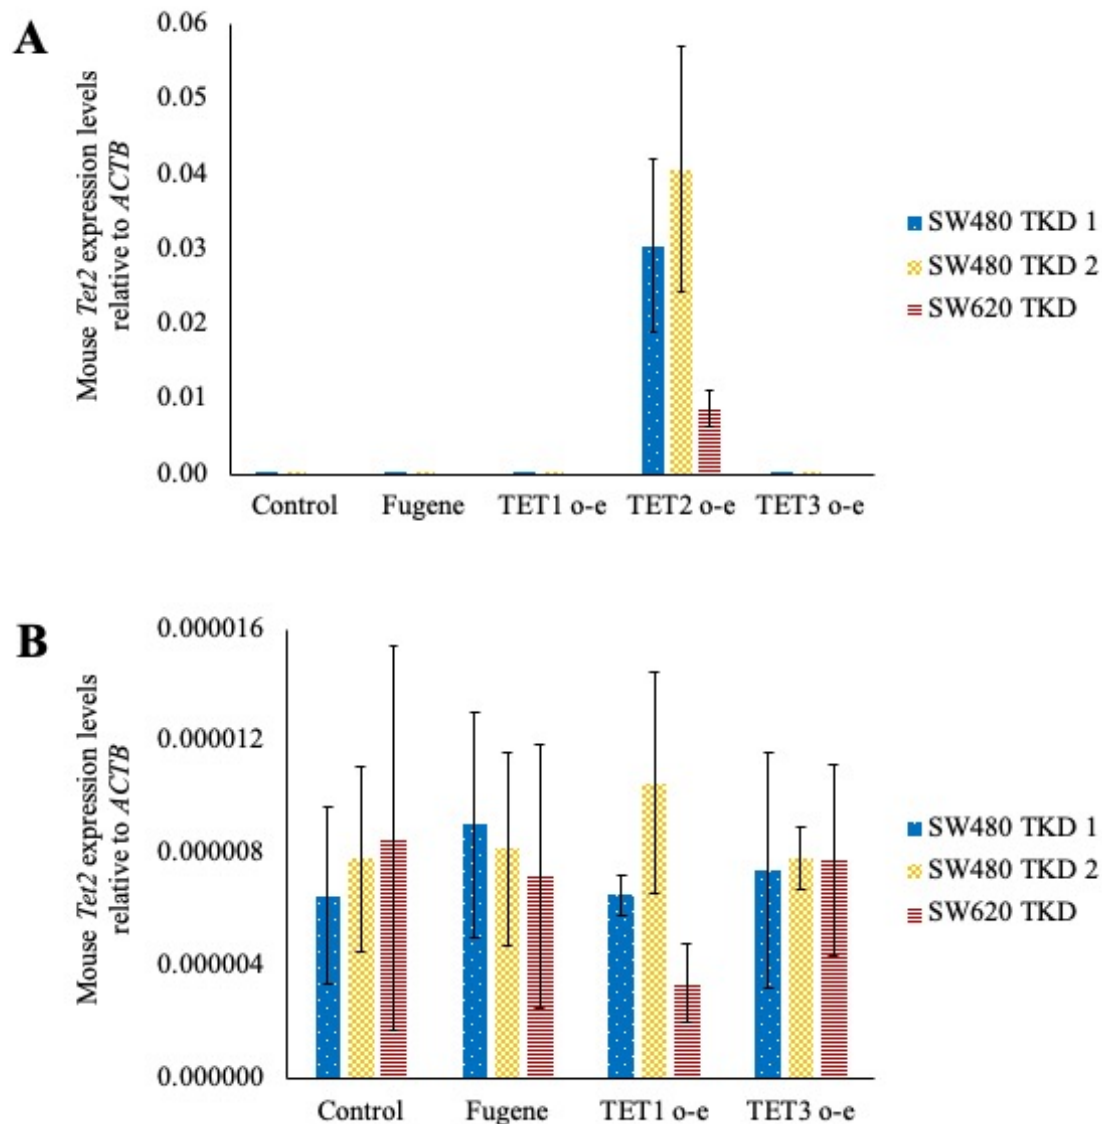 A
Mouse Tet2 expression levels
relative to ACTB
0.06
0.05
0.04
0.03
0.02
0.01
0.00
Control Fugene TET1 o-e TET2 o-e TET3 o-e
SW480 TKD 1
SW480 TKD 2
SW620 TKD
B
Mouse Tet2 expression levels
relative to ACTB
0.000016
0.000012
0.000008
0.000004
0.000000
Control Fugene TET1 o-e TET3 o-e
SW480 TKD 1
SW480 TKD 2
SW620 TKD